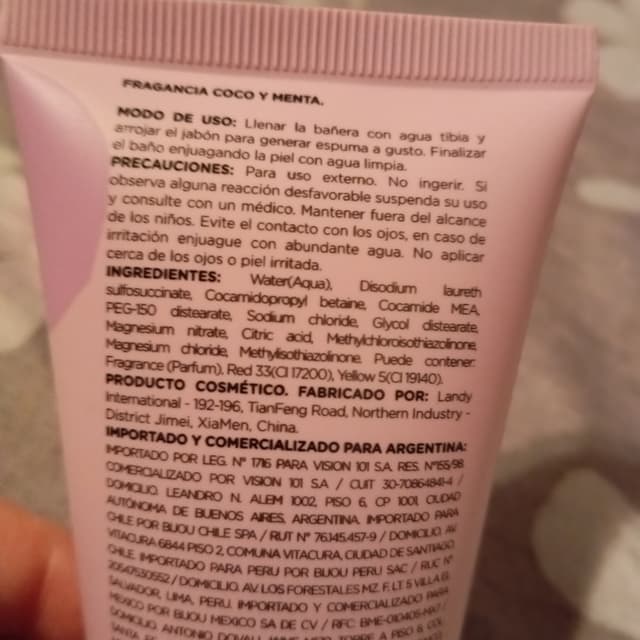 FRAGANCIA COCO Y MENTA.
MODO DE USO: Llenar la bañera con agua tibia y
arrojar el jabón para generar espuma a gusto. Finalizar
el baño enjuagando la piel con agua limpia.
PRECAUCIONES: Para uso externo. No ingerir. Si
observa alguna reacción desfavorable suspenda su uso
y consulte con un médico. Mantener fuera del alcance
de los niños. Evite el contacto con los ojos, en caso de
irritación enjuague con abundante agua. No aplicar
cerca de los ojos o piel irritada.
INGREDIENTES: Water(Aqua), Disodium laureth
sulfosuccinate, Cocamidopropyl betaine, Cocamide MEA,
PEG-150 distearate, Sodium chloride, Glycol distearate,
Magnesium nitrate, Citric acid, Methylchloroisothiazolinone,
Magnesium chloride, Methylisothiazolinone. Puede contener:
Fragrance (Parfum), Red 33(CI 17200), Yellow 5(CI 19140).
PRODUCTO COSMÉTICO. FABRICADO POR: Landy
International - 192-196, TianFeng Road, Northern Industry -
District Jimei, XiaMen, China.
IMPORTADO Y COMERCIALIZADO PARA ARGENTINA:
IMPORTADO POR LEG. N° 1716 PARA VISION 101 S.A. RES. N°155/98
COMERCIALIZADO POR VISION 101 S.A / CUIT 30-70864841-4 /
DOMICILIO. LEANDRO N. ALEM 1002, PISO 6, CP 1001, CIUDAD
AUTÓNOMA DE BUENOS AIRES, ARGENTINA. IMPORTADO PARA
CHILE POR BIJOU CHILE SPA / RUT N° 76.145.457-9 / DOMICILIO. AV.
VITACURA 6844 PISO 2, COMUNA VITACURA, CIUDAD DE SANTIAGO,
CHILE. IMPORTADO PARA PERU POR BIJOU PERU SAC / RUC N°
20547530552 / DOMICILIO. AV. LOS FORESTALES MZ. F LT 5 VILLA EL
SALVADOR, LIMA, PERU. IMPORTADO Y COMERCIALIZADO PARA
MEXICO POR BIJOU MEXICO SA DE CV / RFC:
DOMICILIO. ANTONIO TORRE A PISO 6, COL.
SANTA FE